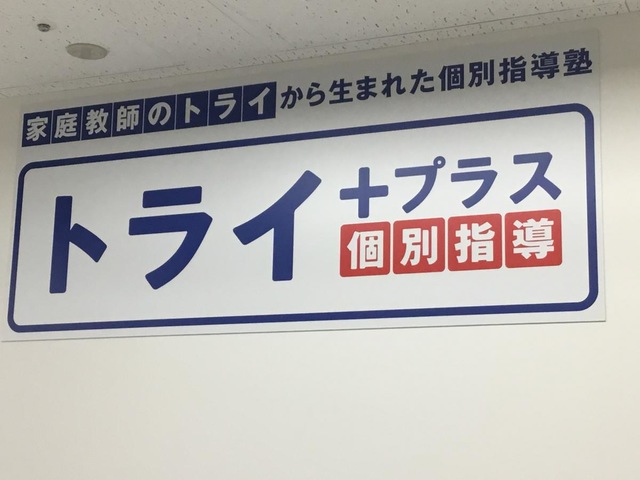 家庭教師のトライから生まれた個別指導塾
トライ
+プラス
個別指導